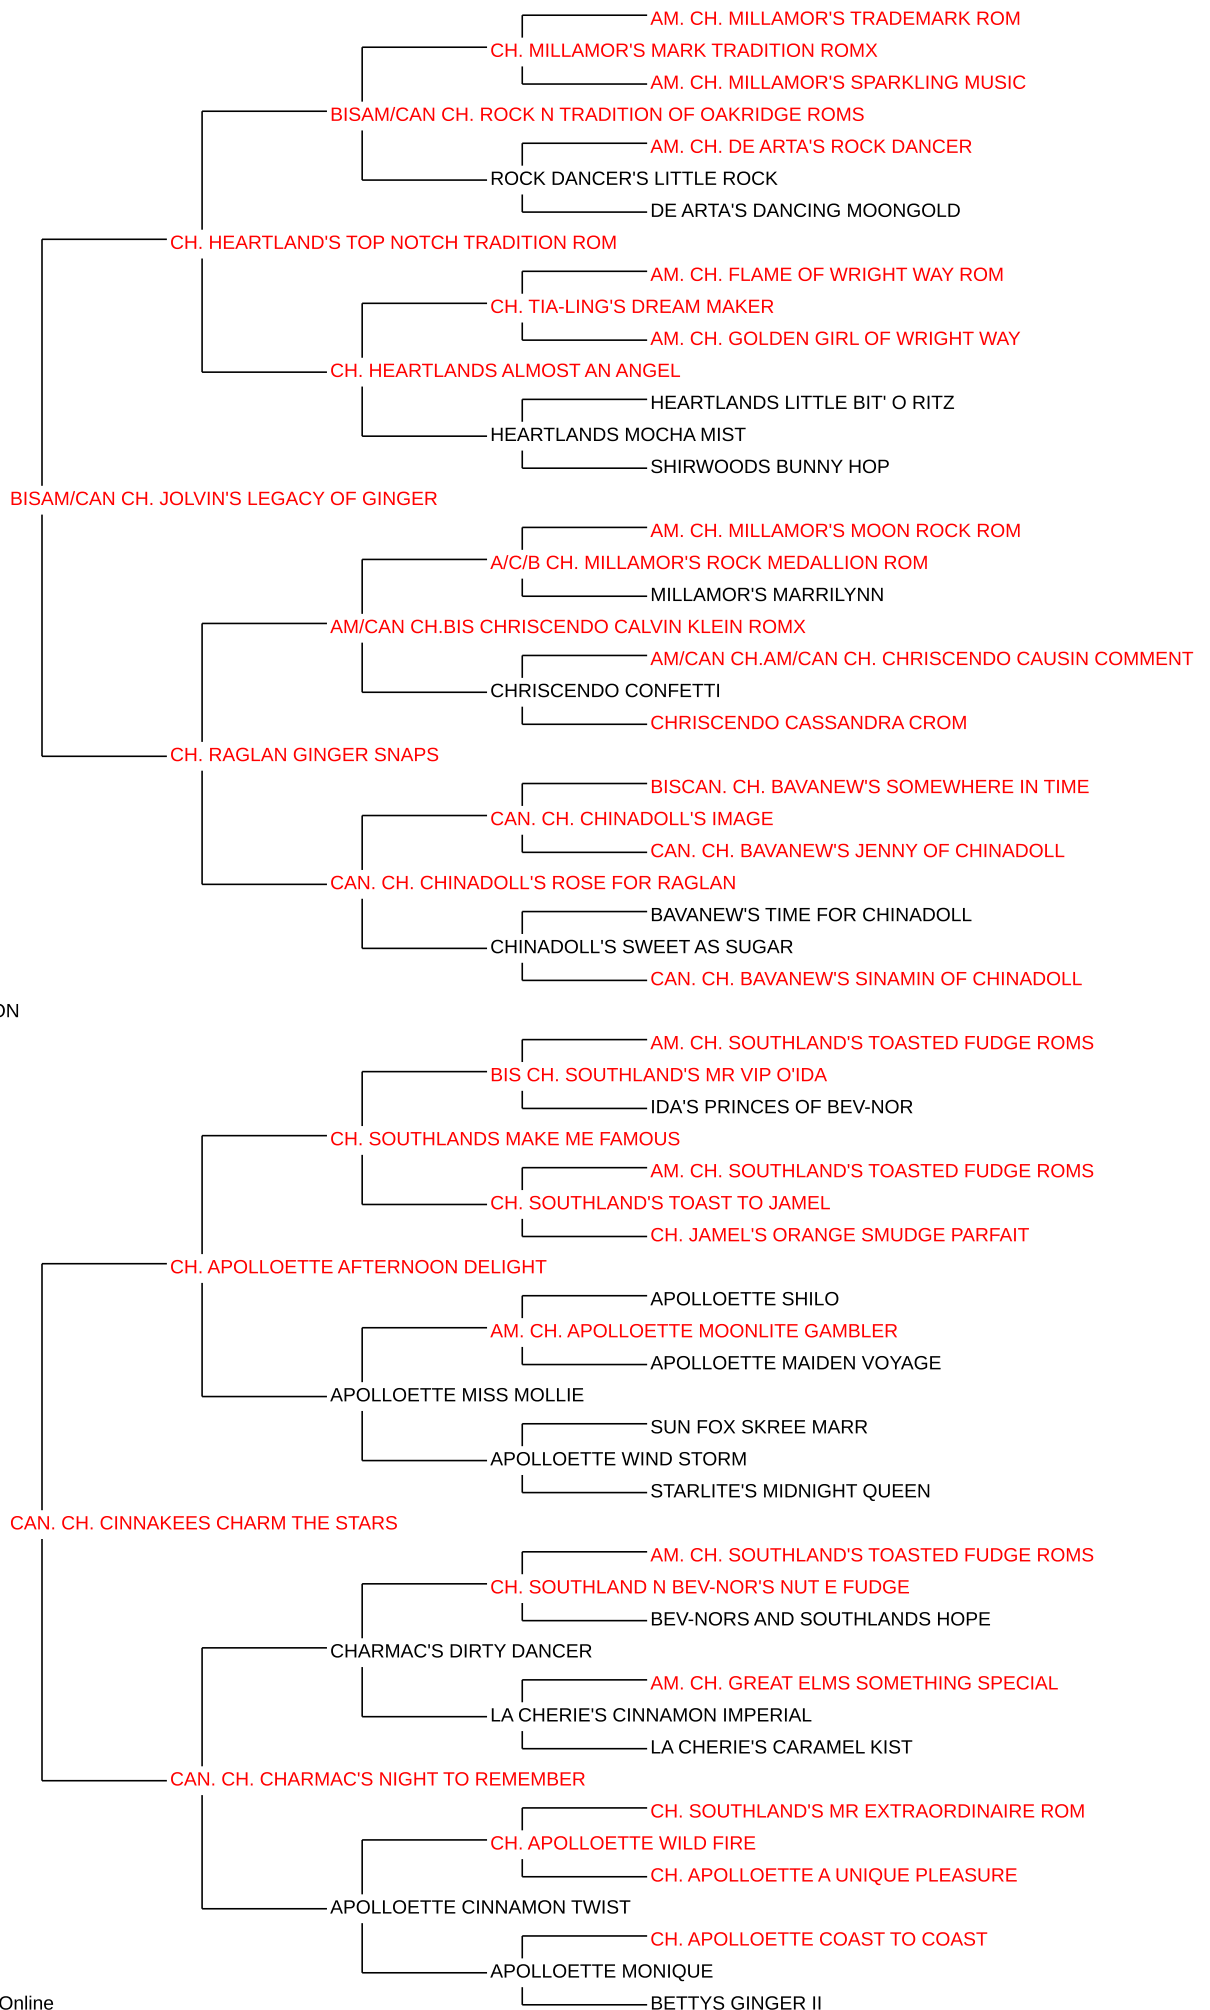 AM. CH. MILLAMOR'S TRADEMARK ROM
CH. MILLAMOR'S MARK TRADITION ROMX
AM. CH. MILLAMOR'S SPARKLING MUSIC
BISAM/CAN CH. ROCK N TRADITION OF OAKRIDGE ROMS
AM. CH. DE ARTA'S ROCK DANCER
ROCK DANCER'S LITTLE ROCK
DE ARTA'S DANCING MOONGOLD
CH. HEARTLAND'S TOP NOTCH TRADITION ROM
AM. CH. FLAME OF WRIGHT WAY ROM
CH. TIA-LING'S DREAM MAKER
AM. CH. GOLDEN GIRL OF WRIGHT WAY
CH. HEARTLANDS ALMOST AN ANGEL
HEARTLANDS LITTLE BIT' O RITZ
HEARTLANDS MOCHA MIST
SHIRWOODS BUNNY HOP
BISAM/CAN CH. JOLVIN'S LEGACY OF GINGER
AM. CH. MILLAMOR'S MOON ROCK ROM
A/C/B CH. MILLAMOR'S ROCK MEDALLION ROM
MILLAMOR'S MARRILYNN
AM/CAN CH.BIS CHRISCENDO CALVIN KLEIN ROMX
AM/CAN CH.AM/CAN CH. CHRISCENDO CAUSIN COMMENT
CHRISCENDO CONFETTI
CHRISCENDO CASSANDRA CROM
CH. RAGLAN GINGER SNAPS
BISCAN. CH. BAVANEW'S SOMEWHERE IN TIME
CAN. CH. CHINADOLL'S IMAGE
CAN. CH. BAVANEW'S JENNY OF CHINADOLL
CAN. CH. CHINADOLL'S ROSE FOR RAGLAN
BAVANEW'S TIME FOR CHINADOLL
CHINADOLL'S SWEET AS SUGAR
CAN. CH. BAVANEW'S SINAMIN OF CHINADOLL
ON
AM. CH. SOUTHLAND'S TOASTED FUDGE ROMS
BIS CH. SOUTHLAND'S MR VIP O'IDA
IDA'S PRINCES OF BEV-NOR
CH. SOUTHLANDS MAKE ME FAMOUS
AM. CH. SOUTHLAND'S TOASTED FUDGE ROMS
CH. SOUTHLAND'S TOAST TO JAMEL
CH. JAMEL'S ORANGE SMUDGE PARFAIT
CH. APOLLOETTE AFTERNOON DELIGHT
APOLLOETTE SHILO
AM. CH. APOLLOETTE MOONLITE GAMBLER
APOLLOETTE MAIDEN VOYAGE
APOLLOETTE MISS MOLLIE
SUN FOX SKREE MARR
APOLLOETTE WIND STORM
STARLITE'S MIDNIGHT QUEEN
CAN. CH. CINNAKEES CHARM THE STARS
AM. CH. SOUTHLAND'S TOASTED FUDGE ROMS
CH. SOUTHLAND N BEV-NOR'S NUT E FUDGE
BEV-NORS AND SOUTHLANDS HOPE
CHARMAC'S DIRTY DANCER
AM. CH. GREAT ELMS SOMETHING SPECIAL
LA CHERIE'S CINNAMON IMPERIAL
LA CHERIE'S CARAMEL KIST
CAN. CH. CHARMAC'S NIGHT TO REMEMBER
CH. SOUTHLAND'S MR EXTRAORDINAIRE ROM
CH. APOLLOETTE WILD FIRE
CH. APOLLOETTE A UNIQUE PLEASURE
APOLLOETTE CINNAMON TWIST
CH. APOLLOETTE COAST TO COAST
APOLLOETTE MONIQUE
BETTYS GINGER II
Online